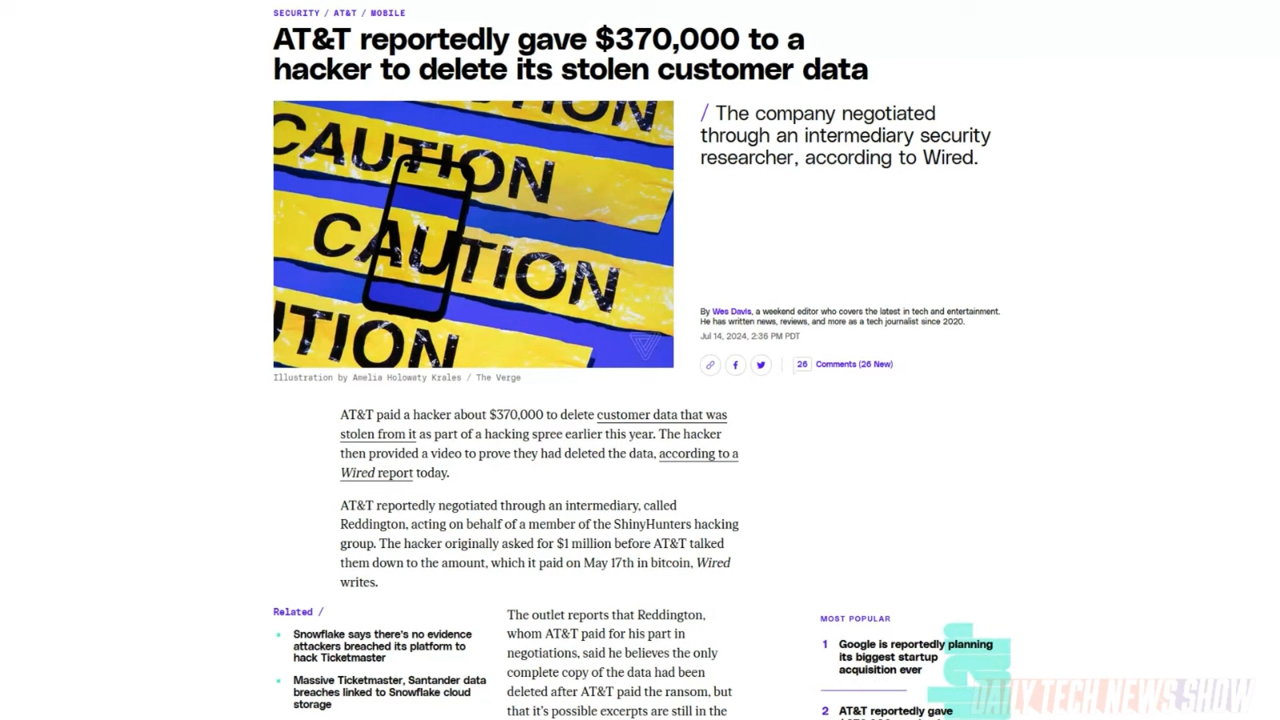 SECURITY / AT&T / MOBILE
AT&T reportedly gave $370,000 to a
hacker to delete its stolen customer data
CAUTION
CAUTION
UTION
/ The company negotiated
through an intermediary security
researcher, according to Wired.
By Wes Davis, a weekend editor who covers the latest in tech and entertainment.
He has written news, reviews, and more as a tech journalist since 2020.
Jul 14, 2024, 2:36 PM PDT
26 Comments (26 New)
Illustration by Amelia Holowaty Krales / The Verge
AT&T paid a hacker about $370,000 to delete customer data that was
stolen from it as part of a hacking spree earlier this year. The hacker
then provided a video to prove they had deleted the data, according to a
Wired report today.
AT&T reportedly negotiated through an intermediary, called
Reddington, acting on behalf of a member of the ShinyHunters hacking
group. The hacker originally asked for $1 million before AT&T talked
them down to the amount, which it paid on May 17th in bitcoin, Wired
writes.
Related /
Snowflake says there's no evidence
attackers breached its platform to
hack Ticketmaster
Massive Ticketmaster, Santander data
breaches linked to Snowflake cloud
storage
The outlet reports that Reddington,
whom AT&T paid for his part in
negotiations, said he believes the only
complete copy of the data had been
deleted after AT&T paid the ransom, but
that it's possible excerpts are still in the
MOST POPULAR
1 Google is reportedly planning
its biggest startup
acquisition ever
2 AT&T reportedly gave
DAILY TECH NEWS SHOW